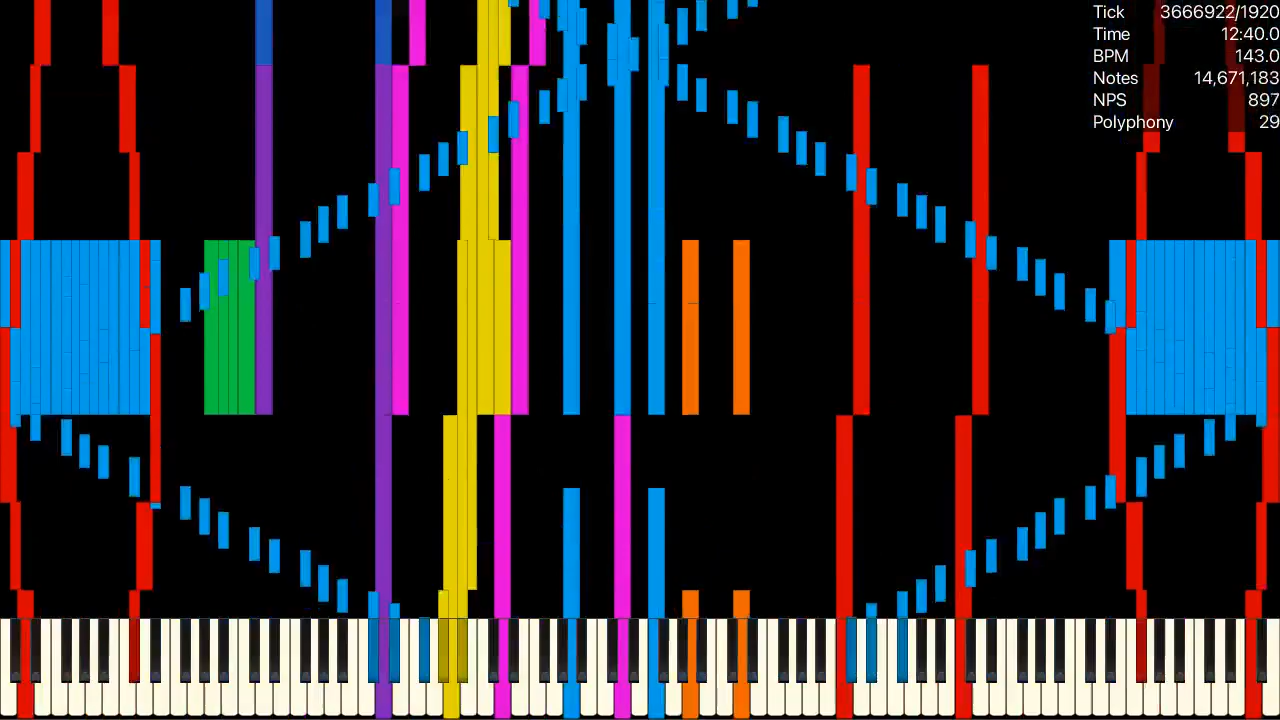 Tick 3666922/1920
Time 12:40.0
BPM 143.0
Notes 14,671,183
NPS 897
Polyphony 29